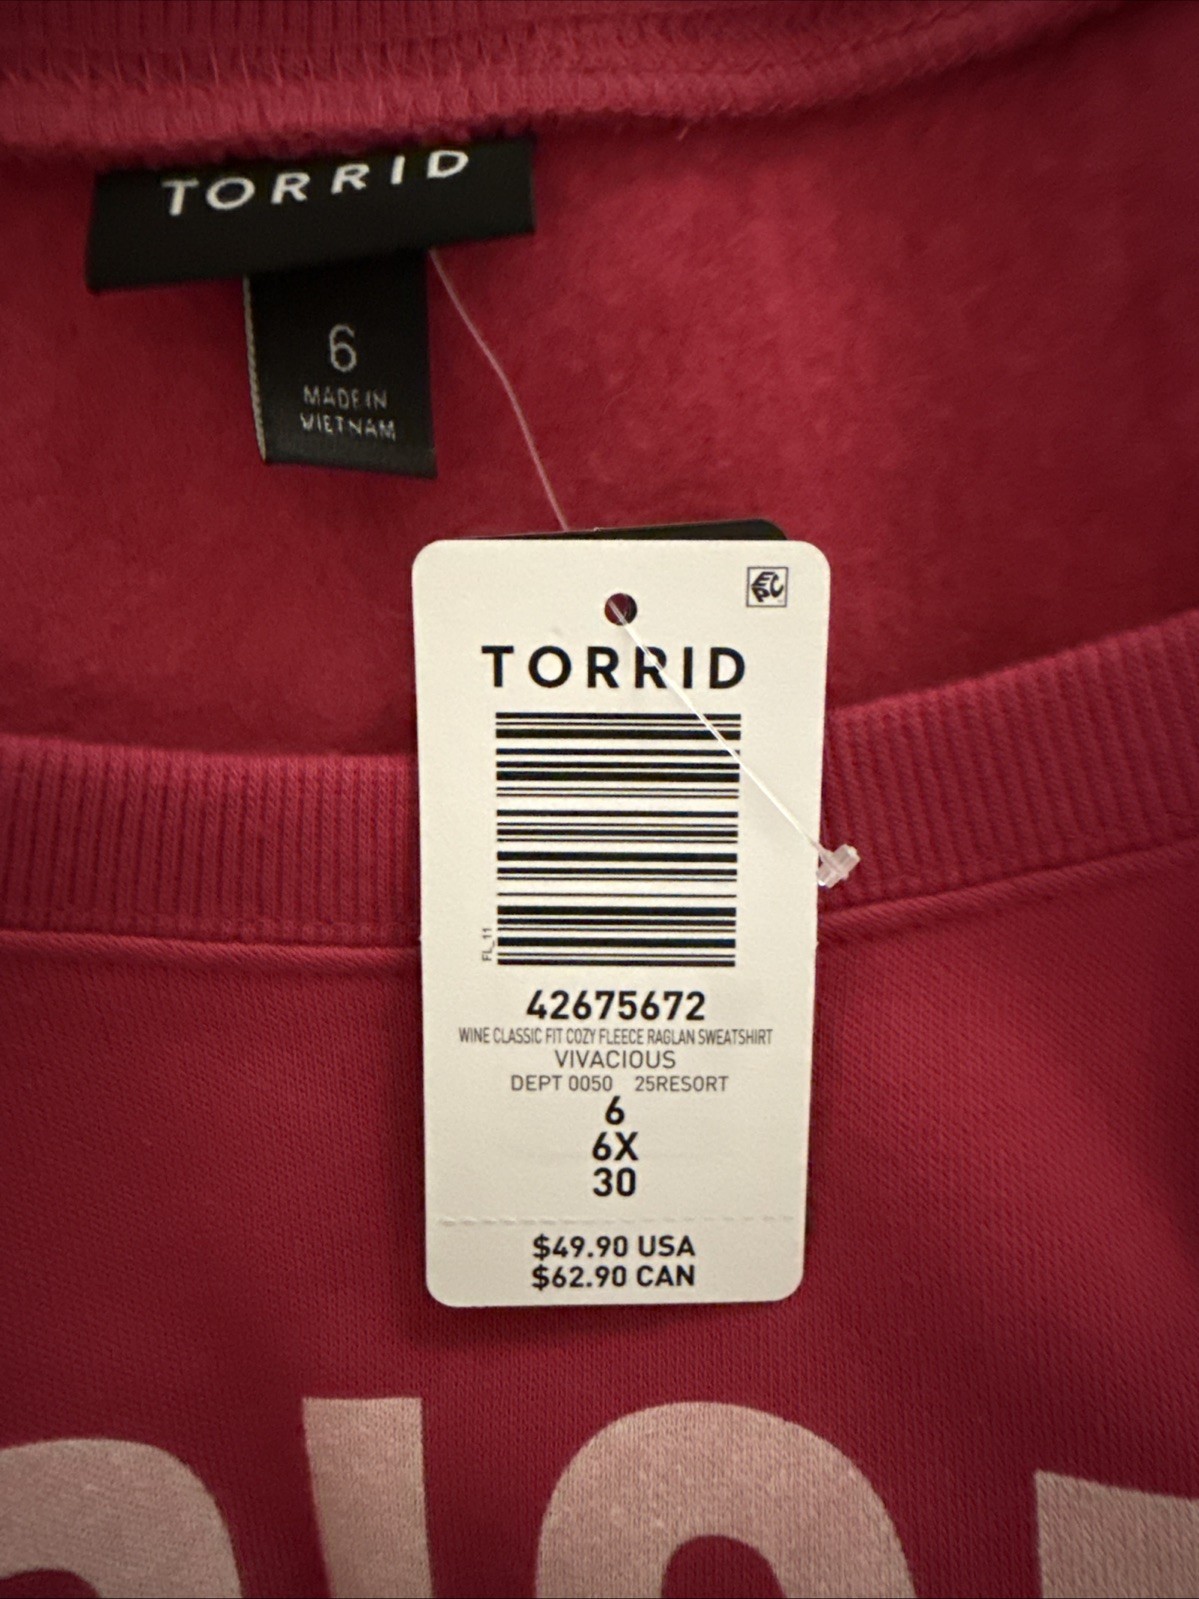 TORRID
6
MADE IN
VIETNAM
EPC
TORRID
FL_11
42675672
WINE CLASSIC FIT COZY FLEECE RAGLAN SWEATSHIRT
VIVACIOUS
DEPT 0050 25RESORT
6
6X
30
$49.90 USA
$62.90 CAN